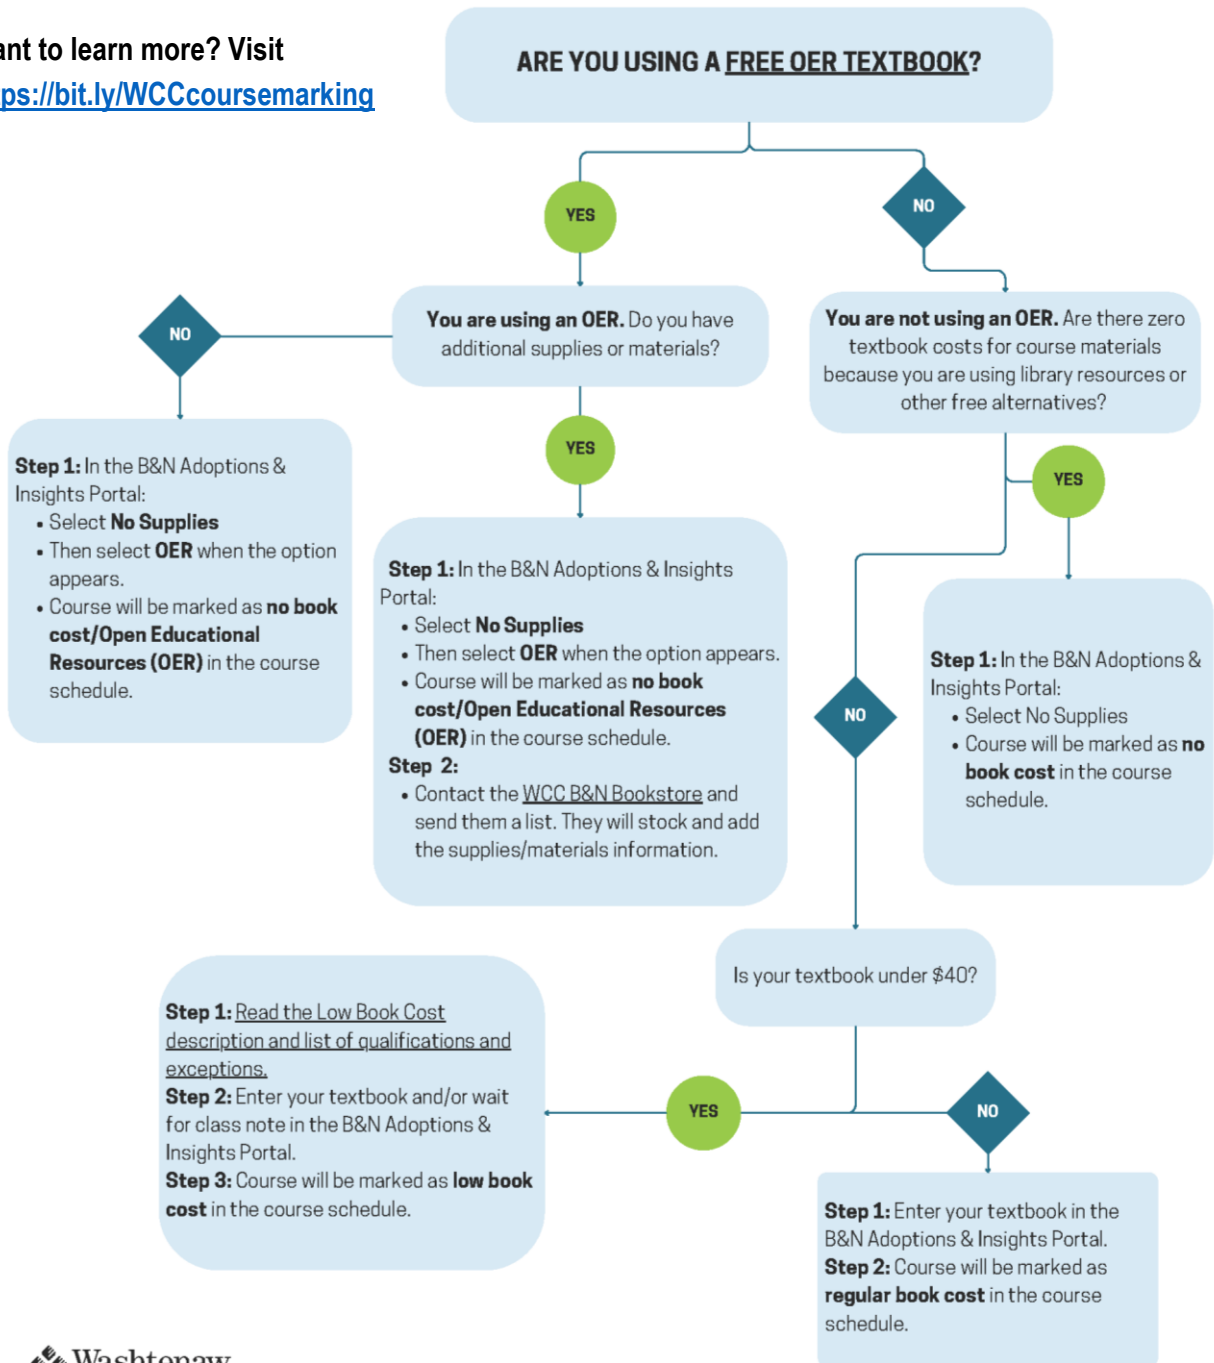 ant to learn more? Visit
ps://bit.ly/WCCcoursemarking
ARE YOU USING A FREE OER TEXTBOOK?
YES
NO
NO
You are using an OER. Do you have
additional supplies or materials?
You are not using an OER. Are there zero
textbook costs for course materials
because you are using library resources or
other free alternatives?
YES
YES
Step 1: In the B&N Adoptions &
Insights Portal:
• Select No Supplies
• Then select OER when the option
appears.
• Course will be marked as no book
cost/Open Educational
Resources (OER) in the course
schedule.
Step 1: In the B&N Adoptions & Insights
Portal:
• Select No Supplies
• Then select OER when the option appears.
• Course will be marked as no book
cost/Open Educational Resources
(OER) in the course schedule.
Step 2:
• Contact the WCC B&N Bookstore and
send them a list. They will stock and add
the supplies/materials information.
NO
Step 1: In the B&N Adoptions &
Insights Portal:
• Select No Supplies
• Course will be marked as no
book cost in the course
schedule.
Is your textbook under $40?
Step 1: Read the Low Book Cost
description and list of qualifications and
exceptions.
Step 2: Enter your textbook and/or wait
for class note in the B&N Adoptions &
Insights Portal.
Step 3: Course will be marked as low book
cost in the course schedule.
YES
NO
Step 1: Enter your textbook in the
B&N Adoptions & Insights Portal.
Step 2: Course will be marked as
regular book cost in the course
schedule.
Washtenaw